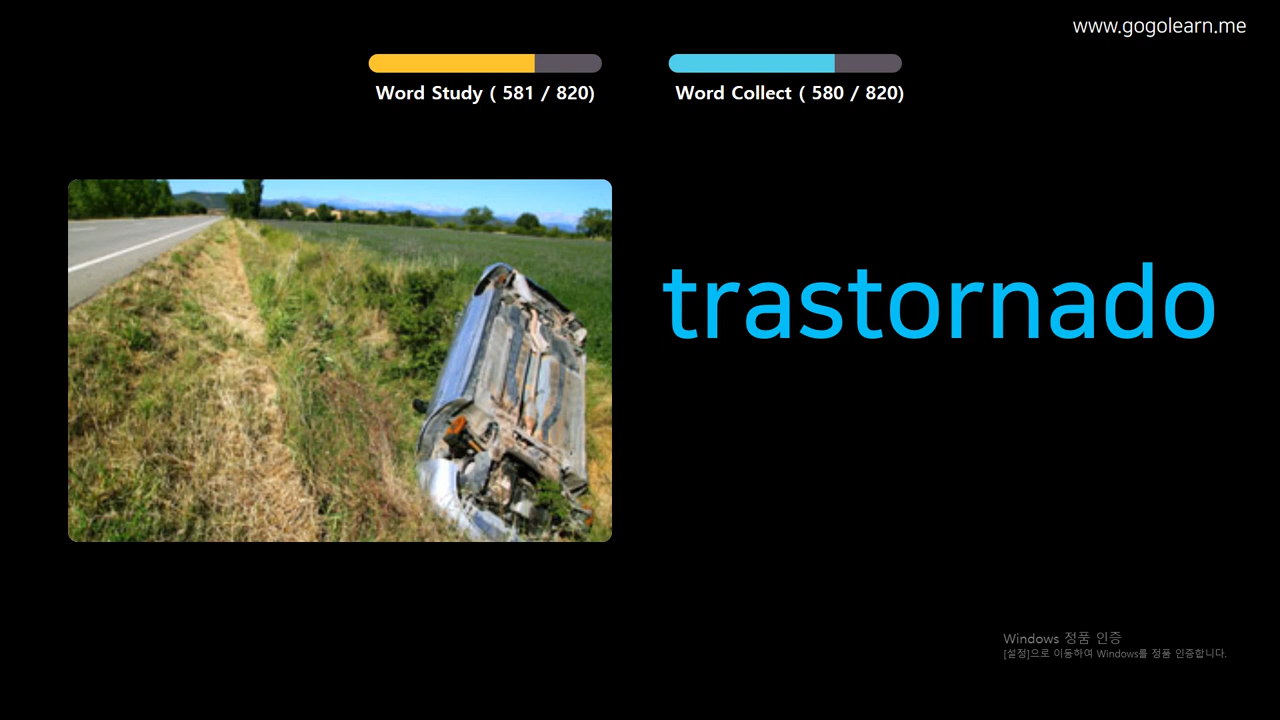 www.gogolearn.me
Word Study ( 581 / 820)
Word Collect ( 580 / 820)
trastornado
Windows 정품 인증
[설정]으로 이동하여 Windows를 정품 인증합니다.